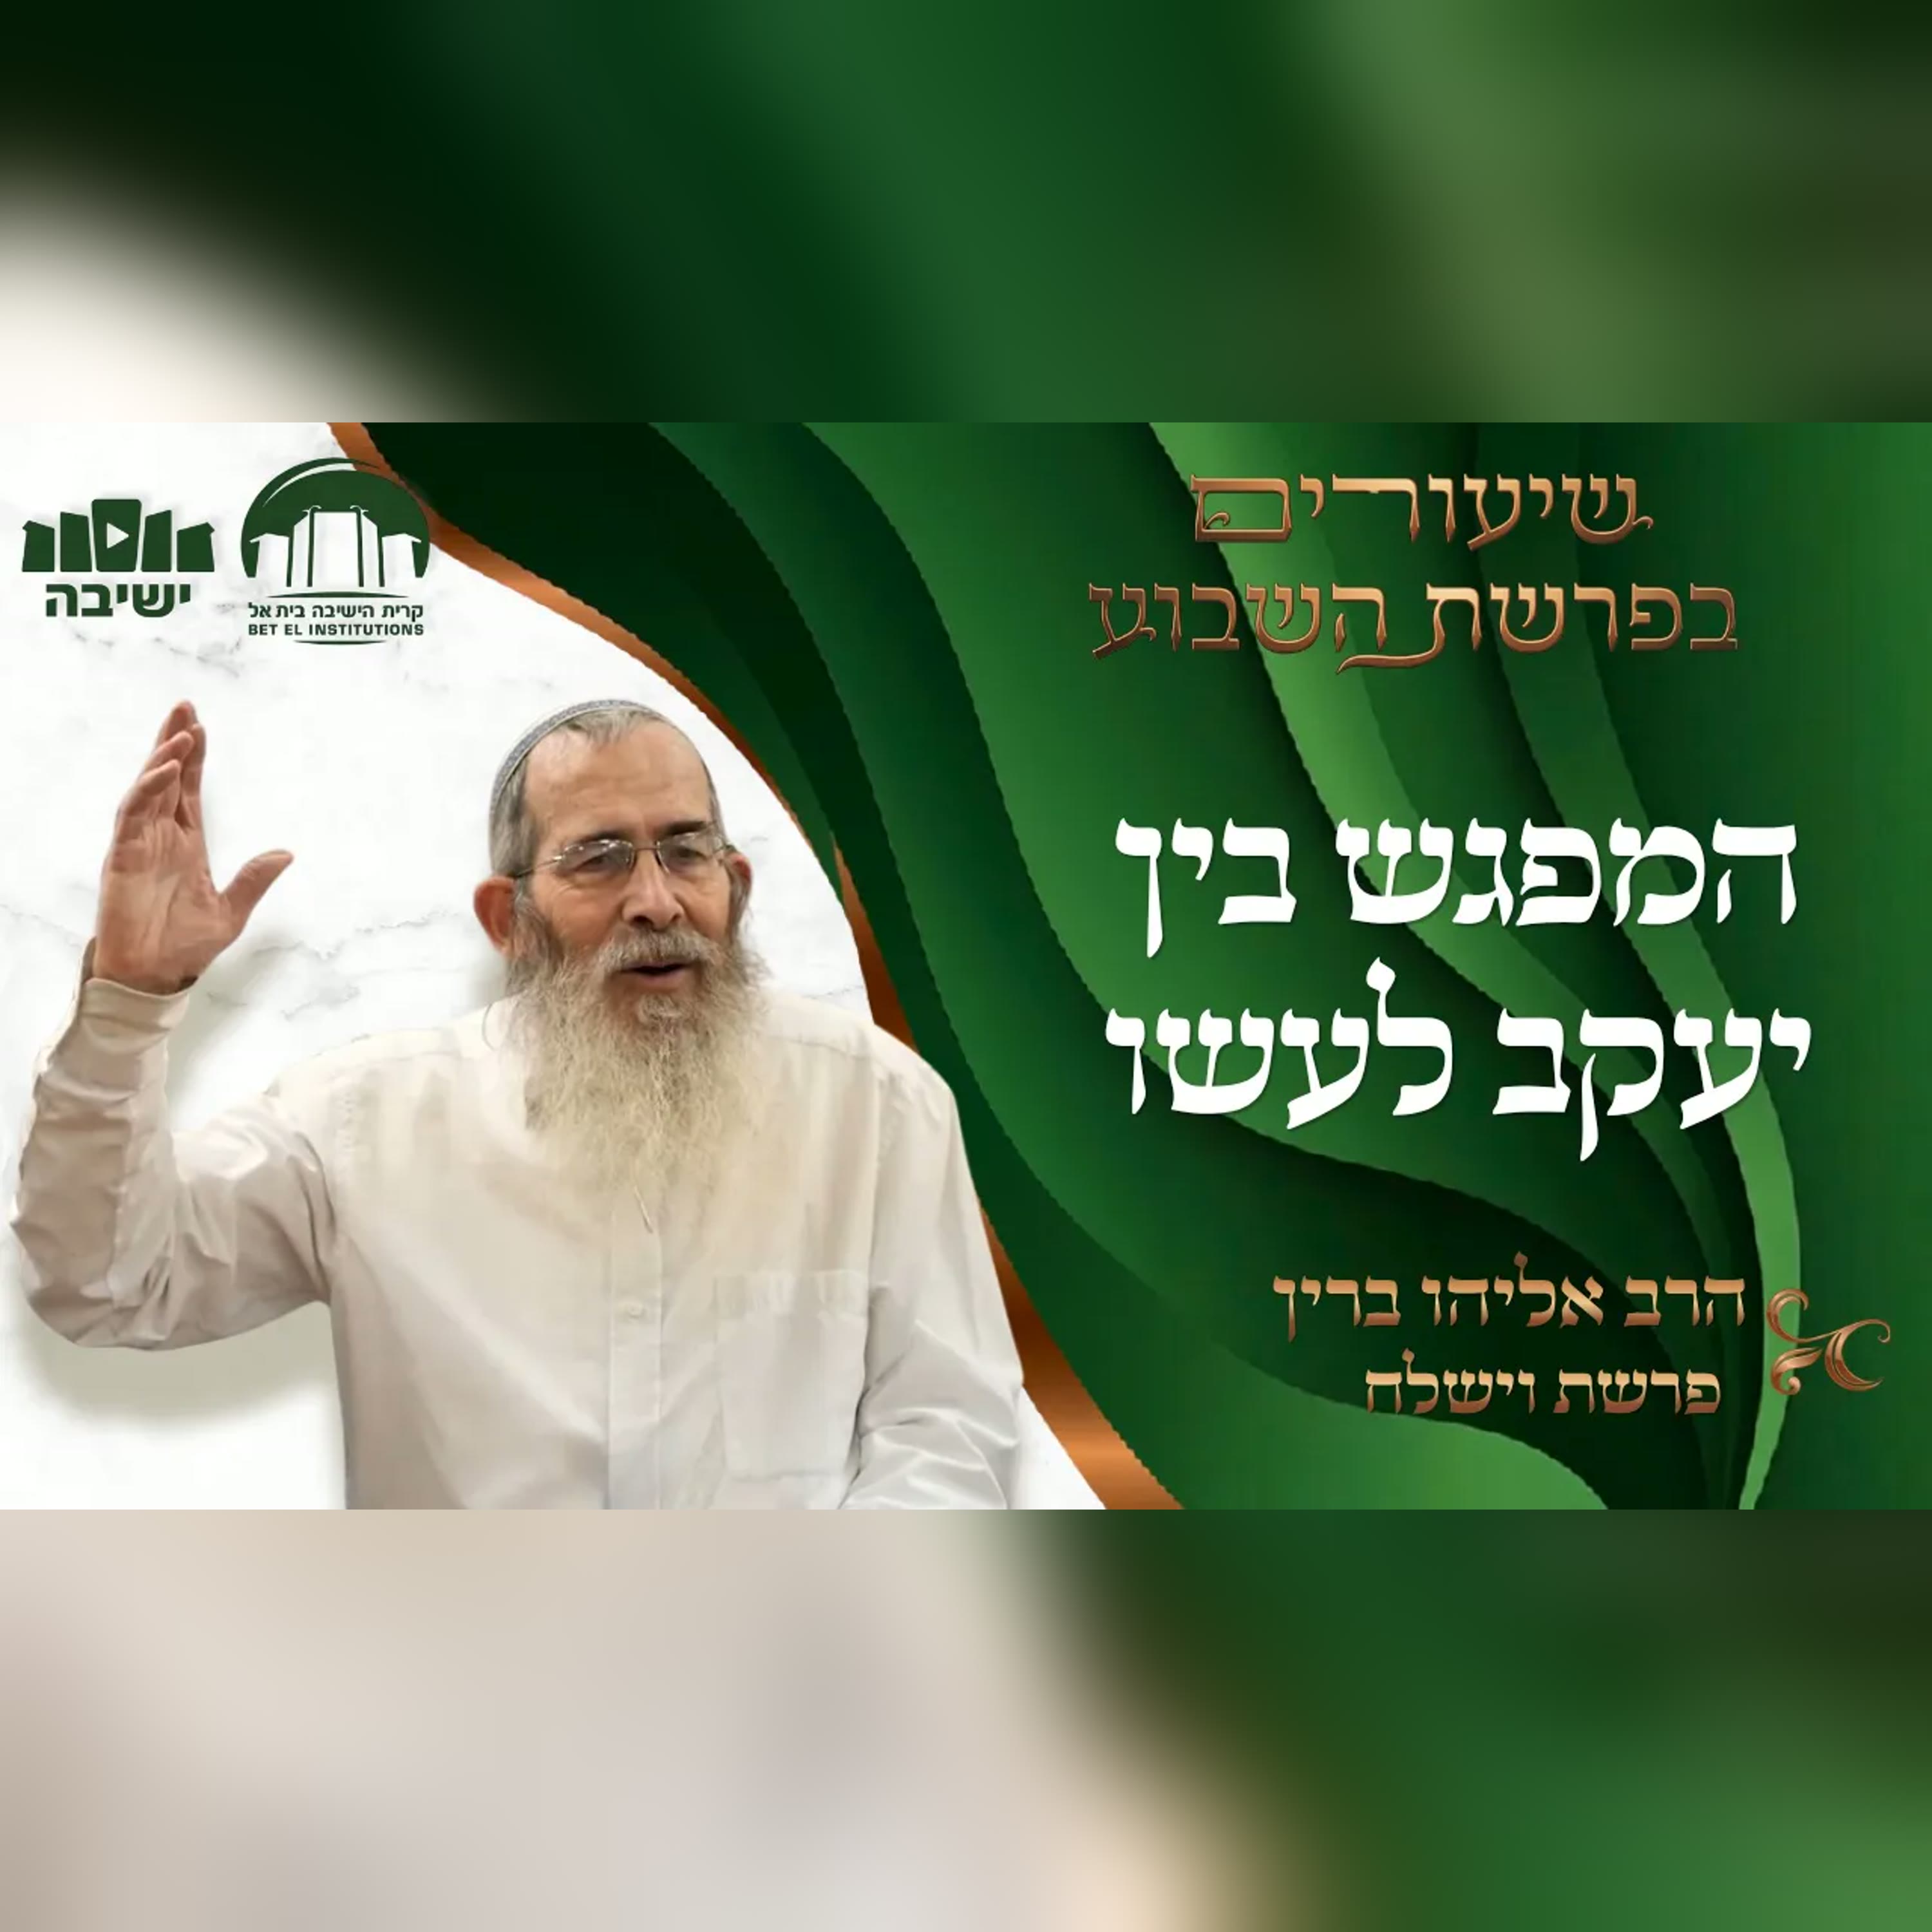 שיעורים
בפרשת השבוע
המפגש בין
יעקב לעשו
הרב אליהו ברין
פרשת וישלח
קרית הישיבה בית אל
BET EL INSTITUTIONS
ישיבה